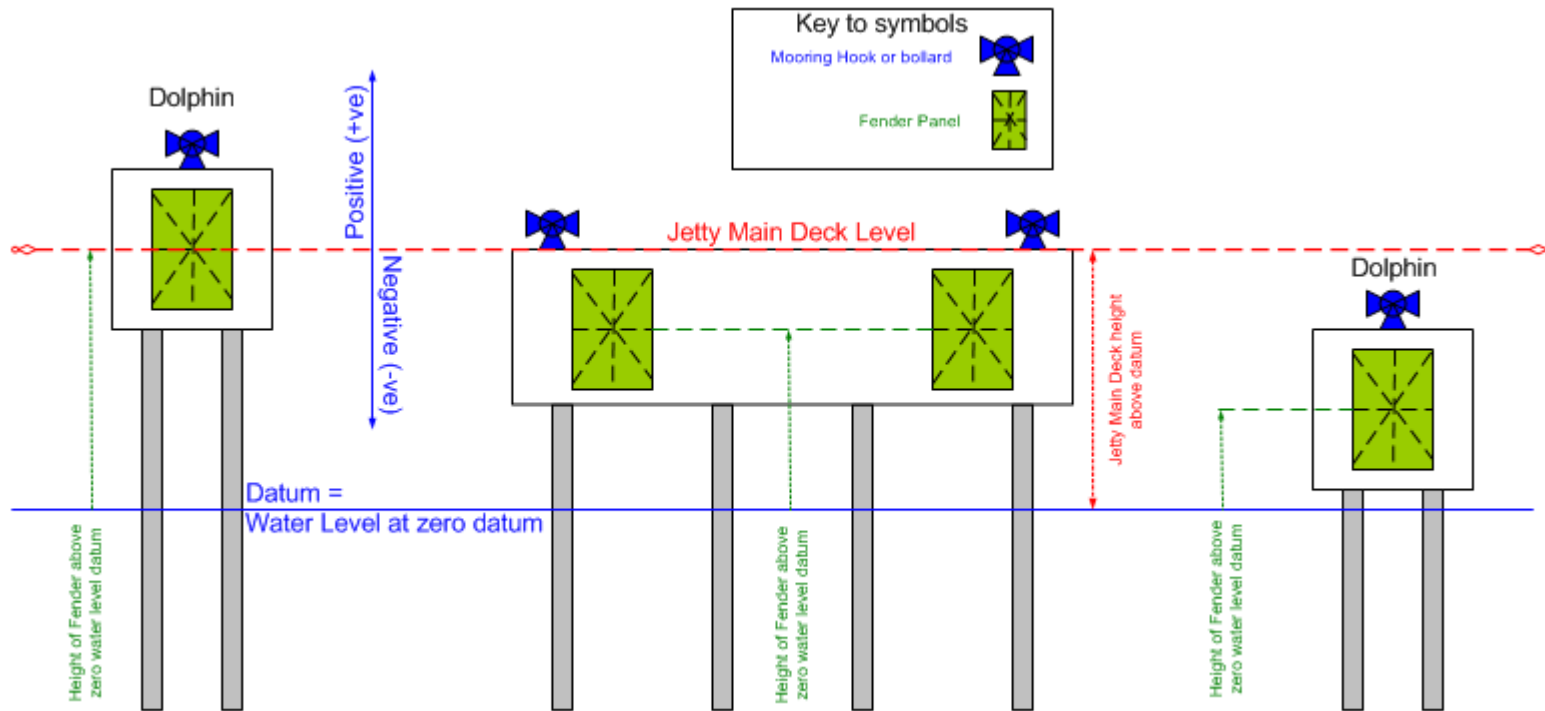 Key to symbols
Mooring Hook or bollard
Fender Panel
Dolphin
Positive (+ve)
Negative (-ve)
Jetty Main Deck Level
Dolphin
Jetty Main Deck height
above datum
Datum =
Water Level at zero datum
Height of Fender above
zero water level datum
Height of Fender above
zero water level datum
Height of Fender above
zero water level datum